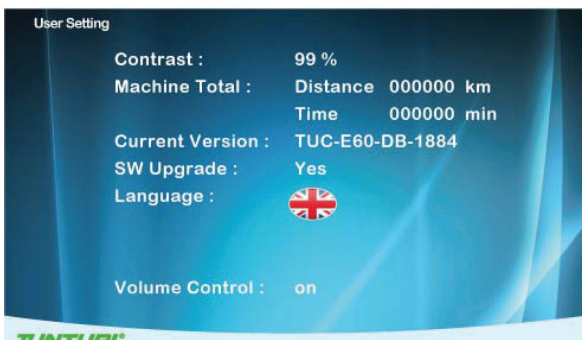 User Setting
Contrast : 99 %
Machine Total : Distance 000000 km
Time 000000 min
Current Version : TUC-E60-DB-1884
SW Upgrade : Yes
Language :
Volume Control : on
TUNTURI®